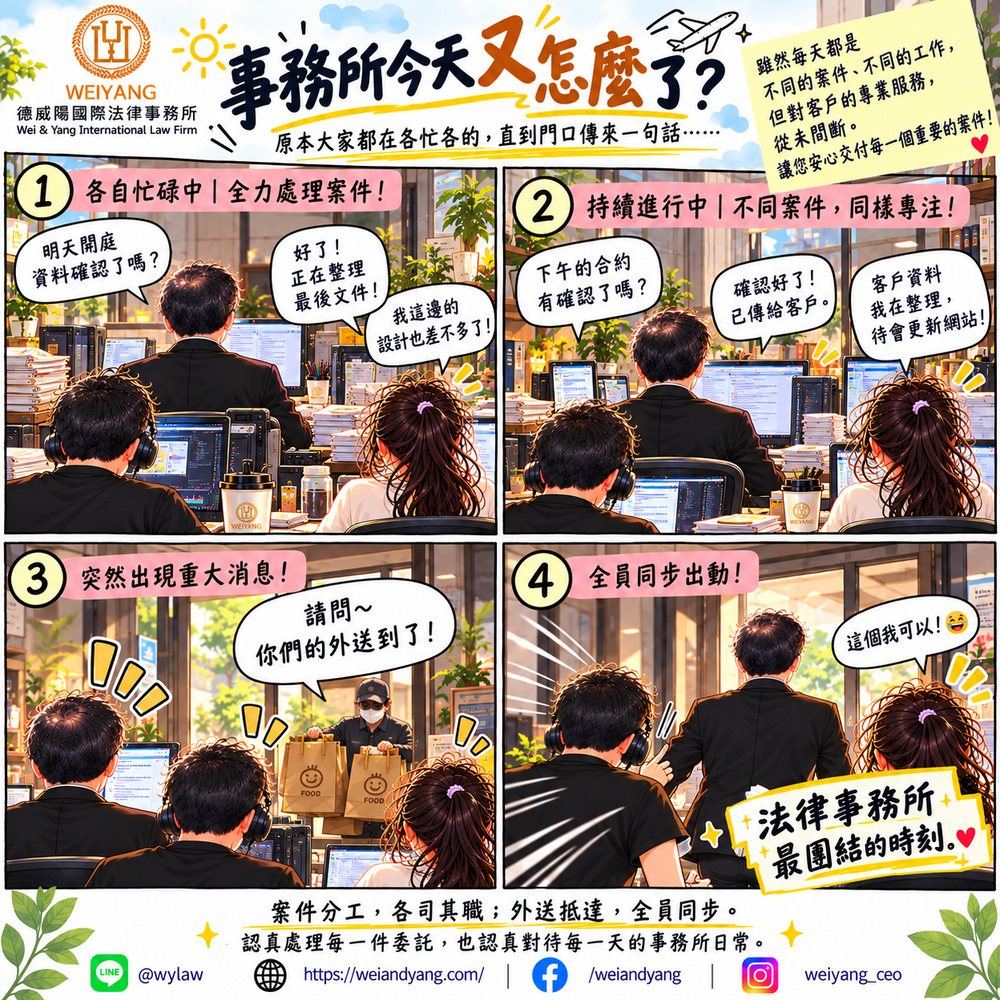 WEIYANG
德威陽國際法律事務所
Wei & Yang International Law Firm
事務所今天又怎麼了?
原本大家都在各忙各的,直到門口傳來一句話……
雖然每天都是
不同的案件、不同的工作,
但對客戶的專業服務,
從未間斷。
讓您安心交付每一個重要的案件!
1 各自忙碌中 | 全力處理案件!
明天開庭
資料確認了嗎?
好了!
正在整理
最後文件!
我這邊的
設計也差不多了!
WEIYANG
2 持續進行中 | 不同案件,同樣專注!
下午的合約
有確認了嗎?
確認好了!
已傳給客戶。
客戶資料
我在整理,
待會更新網站!
WEIYANG
3 突然出現重大消息!
請問~
你們的外送到了!
FOOD
FOOD
4 全員同步出動!
這個我可以!😄
法律事務所
最團結的時刻。
案件分工,各司其職;外送抵達,全員同步。
認真處理每一件委託,也認真對待每一天的事務所日常。
LINE @wylaw
https://weiandyang.com/
/weiandyang
weiyang_ceo